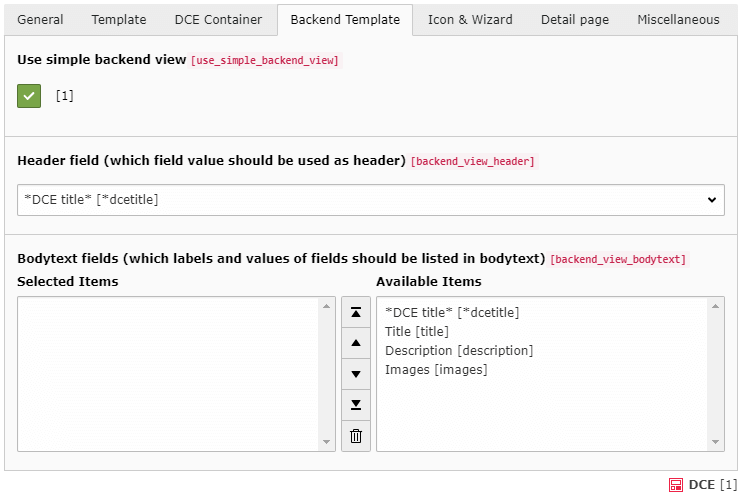 General Template DCE Container Backend Template Icon & Wizard Detail page Miscellaneous
Use simple backend view [use_simple_backend_view]
[1]
Header field (which field value should be used as header) [backend_view_header]
*DCE title* [*dcetitle]
Bodytext fields (which labels and values of fields should be listed in bodytext) [backend_view_bodytext]
Selected Items Available Items
*DCE title* [*dcetitle]
Title [title]
Description [description]
Images [images]
DCE [1]